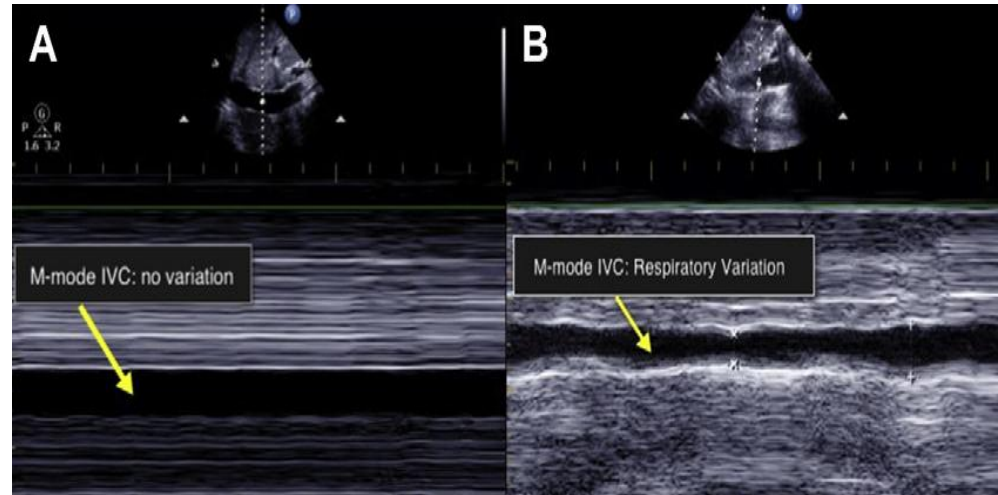 A
B
P
P
G
P R
1.6 3.2
M-mode IVC: no variation
M-mode IVC: Respiratory Variation